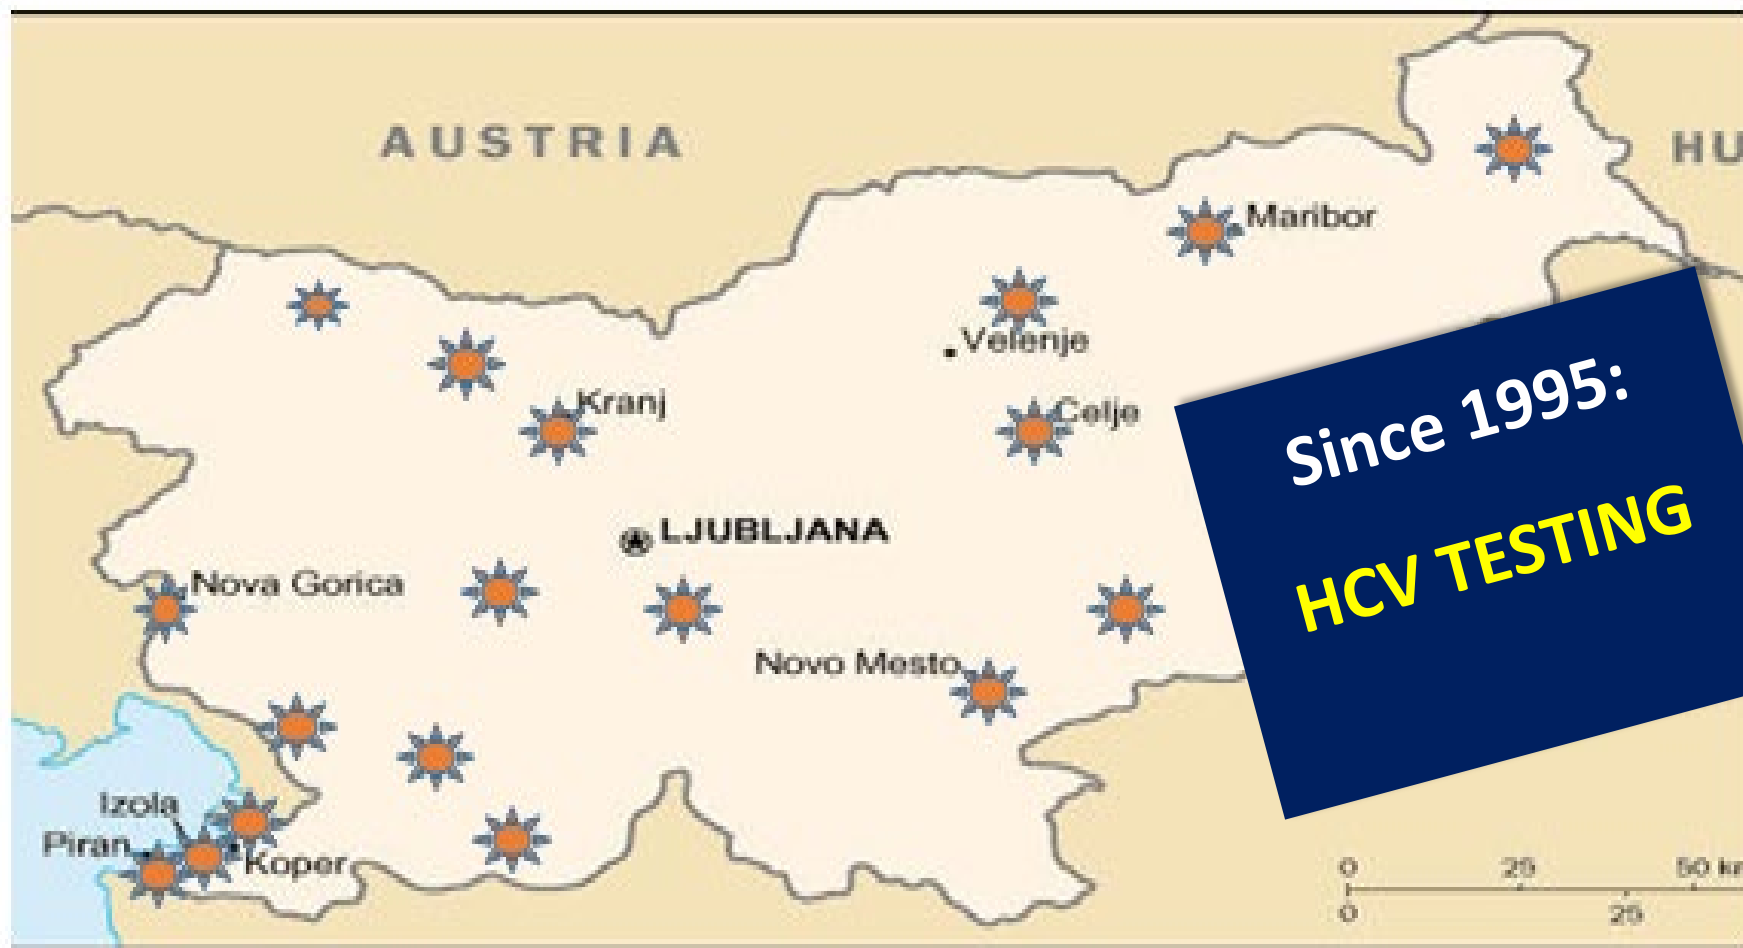 AUSTRIA
HU
Maribor
Velenje
Kranj
Celje
Since 1995:
HCV TESTING
LJUBLJANA
Nova Gorica
Novo Mesto
Izola
Piran
Koper
0 25 50 km
0 25